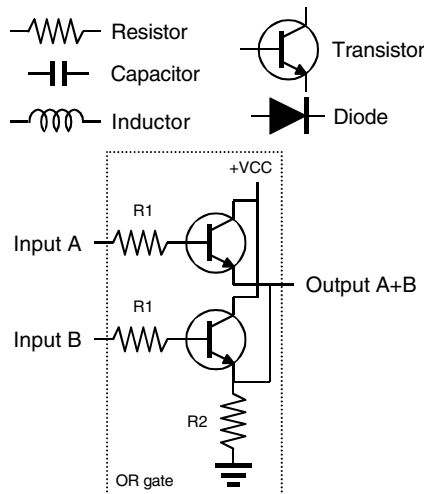 Resistor
Transistor
Capacitor
Inductor
Diode
+VCC
R1
Input A
Output A+B
R1
Input B
R2
OR gate